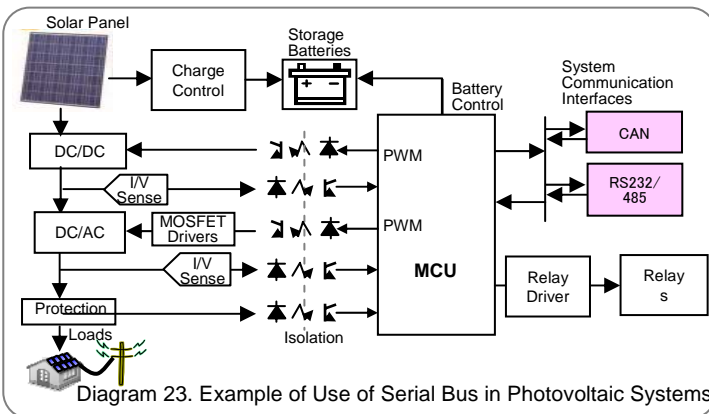 Solar Panel
Charge
Control
Storage
Batteries
Battery
Control
System
Communication
Interfaces
DC/DC
PWM
CAN
I/V
Sense
RS232/
485
DC/AC
MOSFET
Drivers
PWM
MCU
I/V
Sense
Relay
Driver
Relay
s
Protection
Loads
Isolation
Diagram 23. Example of Use of Serial Bus in Photovoltaic Systems